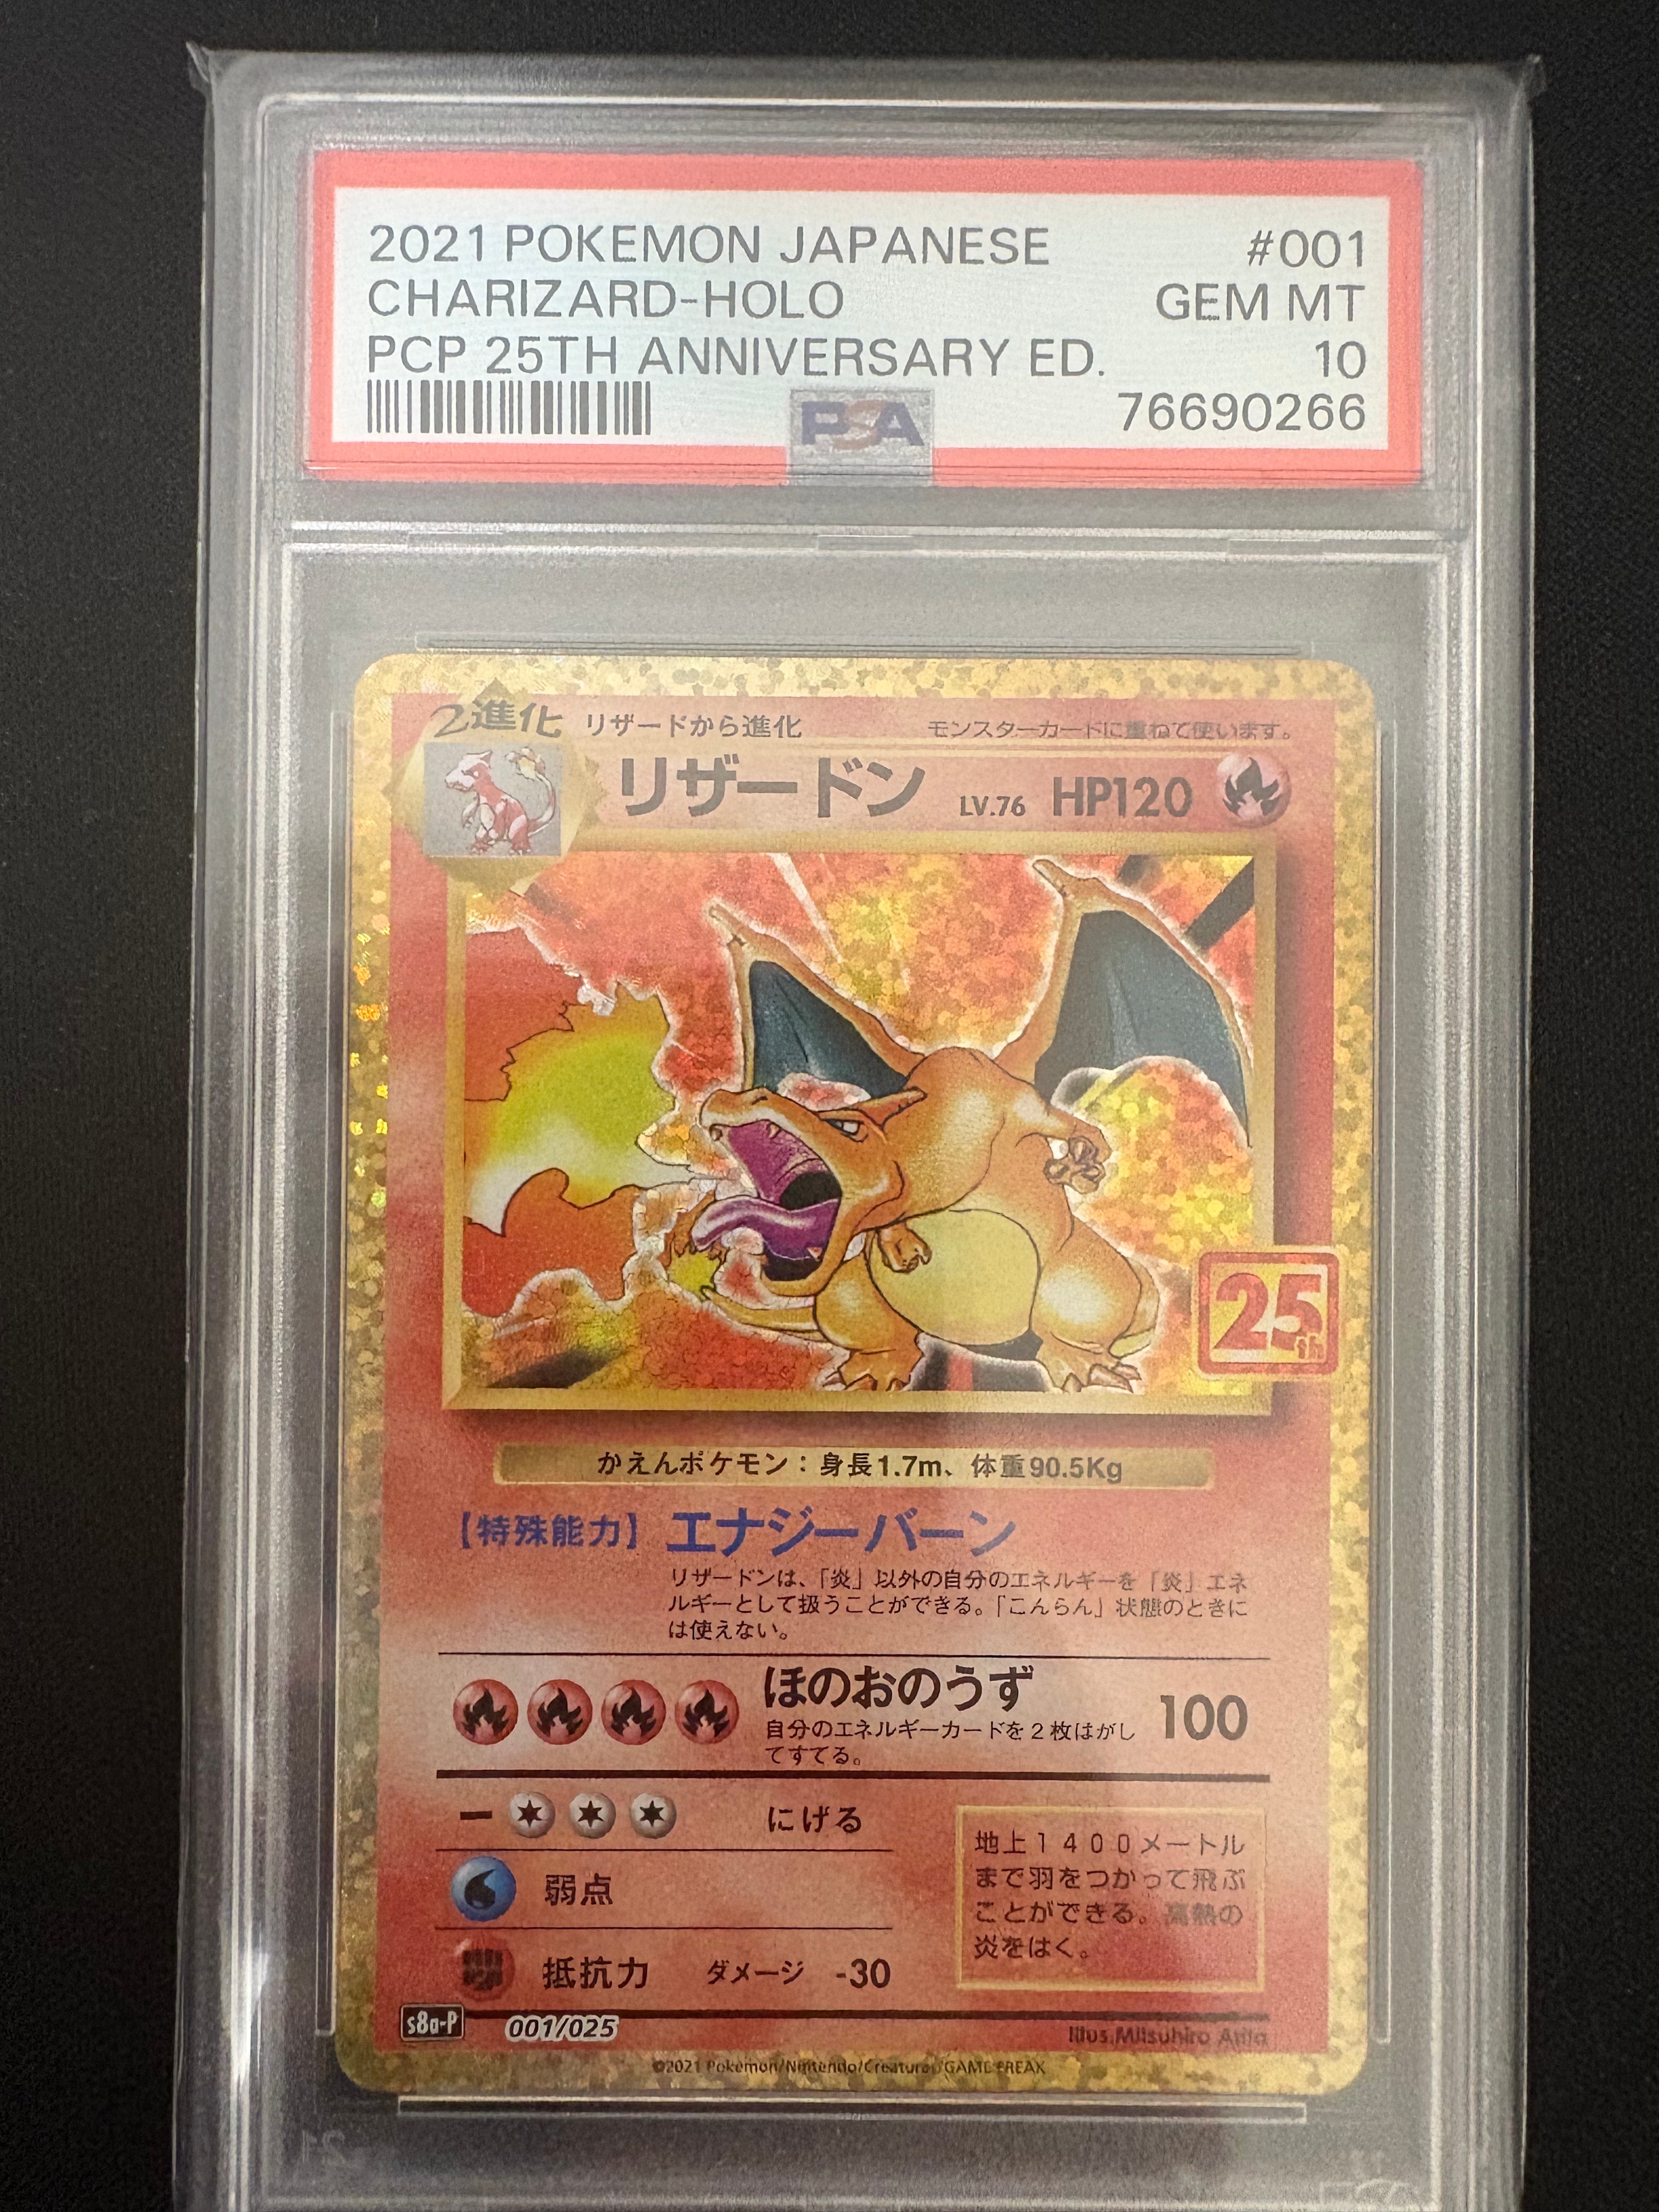 2021 POKEMON JAPANESE #001
CHARIZARD-HOLO GEM MT
PCP 25TH ANNIVERSARY ED. 10
PSA 76690266
2進化 リザードから進化 モンスターカードに重ねて使います。
リザードン LV.76 HP120
25th
かえんポケモン：身長1.7m、体重90.5Kg
【特殊能力】 エナジーバーン
リザードンは、「炎」以外の自分のエネルギーを「炎」エネ
ルギーとして扱うことができる。「こんらん」状態のときに
は使えない。
ほのおのうず 100
自分のエネルギーカードを２枚はがし
てすてる。
ー にげる
弱点
抵抗力 ダメージ -30
地上１４００メートル
まで羽をつかって飛ぶ
ことができる。高熱の
炎をはく。
s8a-P 001/025 Illus.Mitsuhiro Arita
©2021 Pokémon/Nintendo/Creatures/GAME FREAK